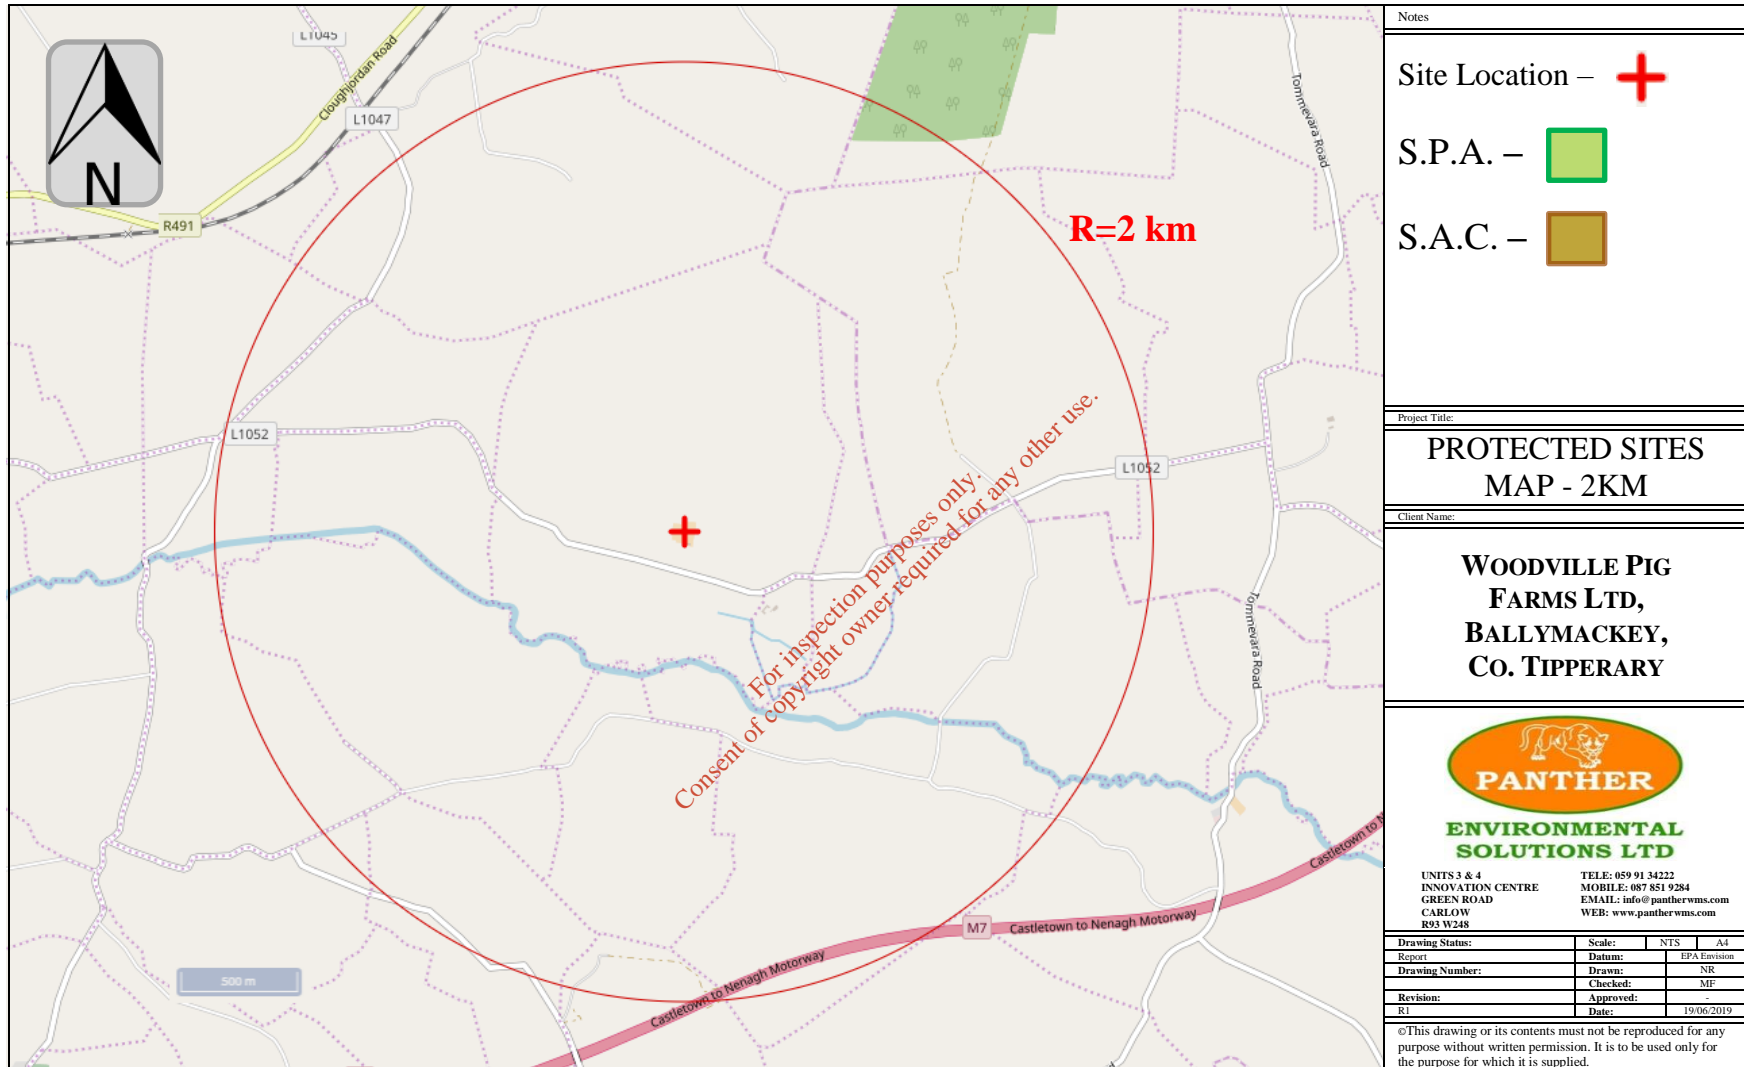 L1045
Cloughjordan Road
L1047
N
R491
Tommevara Road
R=2 km
L1052
L1052
Tommevara Road
For inspection purposes only.
Consent of copyright owner required for any other use.
M7
Castletown to Nenagh Motorway
Castletown to Nenagh Motorway
Castletown to N
500 m
Notes
Site Location –
S.P.A. –
S.A.C. –
Project Title:
PROTECTED SITES
MAP - 2KM
Client Name:
WOODVILLE PIG
FARMS LTD,
BALLYMACKEY,
CO. TIPPERARY
PANTHER
ENVIRONMENTAL
SOLUTIONS LTD
UNITS 3 & 4
INNOVATION CENTRE
GREEN ROAD
CARLOW
R93 W248
TELE: 059 91 34222
MOBILE: 087 851 9284
EMAIL: info@pantherwms.com
WEB: www.pantherwms.com
Drawing Status: Scale: NTS A4
Report Datum: EPA Envision
Drawing Number: Drawn: NR
Checked: MF
Revision: Approved: -
R1 Date: 19/06/2019
©This drawing or its contents must not be reproduced for any
purpose without written permission. It is to be used only for
the purpose for which it is supplied.